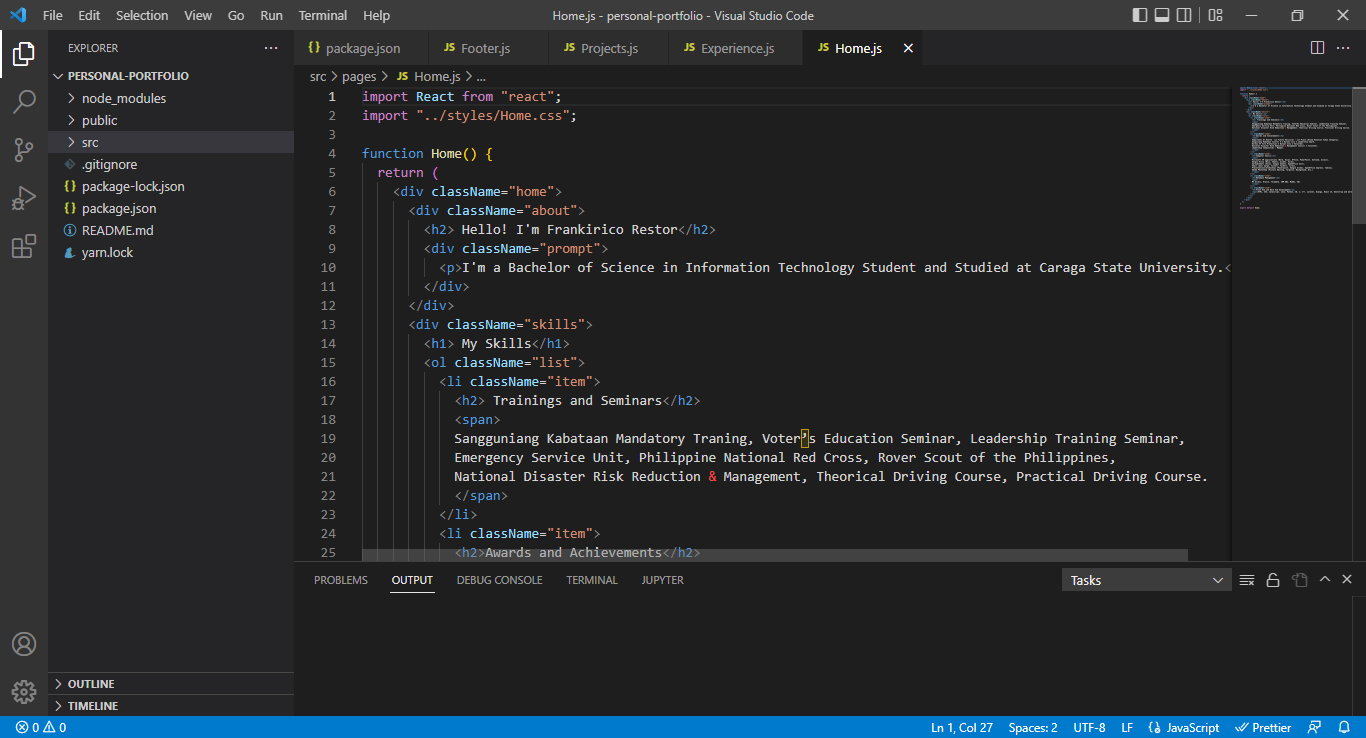 File Edit Selection View Go Run Terminal Help
Home.js - personal-portfolio - Visual Studio Code
EXPLORER
PERSONAL-PORTFOLIO
node_modules
public
src
.gitignore
{} package-lock.json
{} package.json
README.md
yarn.lock
OUTLINE
TIMELINE
{} package.json JS Footer.js JS Projects.js JS Experience.js JS Home.js
src > pages > JS Home.js > ...
1 import React from "react";
2 import "../styles/Home.css";
3
4 function Home() {
5 return (
6 <div className="home">
7 <div className="about">
8 <h2> Hello! I'm Frankirico Restor</h2>
9 <div className="prompt">
10 <p>I'm a Bachelor of Science in Information Technology Student and Studied at Caraga State University.<
11 </div>
12 </div>
13 <div className="skills">
14 <h1> My Skills</h1>
15 <ol className="list">
16 <li className="item">
17 <h2> Trainings and Seminars</h2>
18 <span>
19 Sangguniang Kabataan Mandatory Traning, Voter’s Education Seminar, Leadership Training Seminar,
20 Emergency Service Unit, Philippine National Red Cross, Rover Scout of the Philippines,
21 National Disaster Risk Reduction & Management, Theorical Driving Course, Practical Driving Course.
22 </span>
23 </li>
24 <li className="item">
25 <h2>Awards and Achievements</h2>
PROBLEMS OUTPUT DEBUG CONSOLE TERMINAL JUPYTER
Tasks
0 0
Ln 1, Col 27 Spaces: 2 UTF-8 LF {} JavaScript Prettier